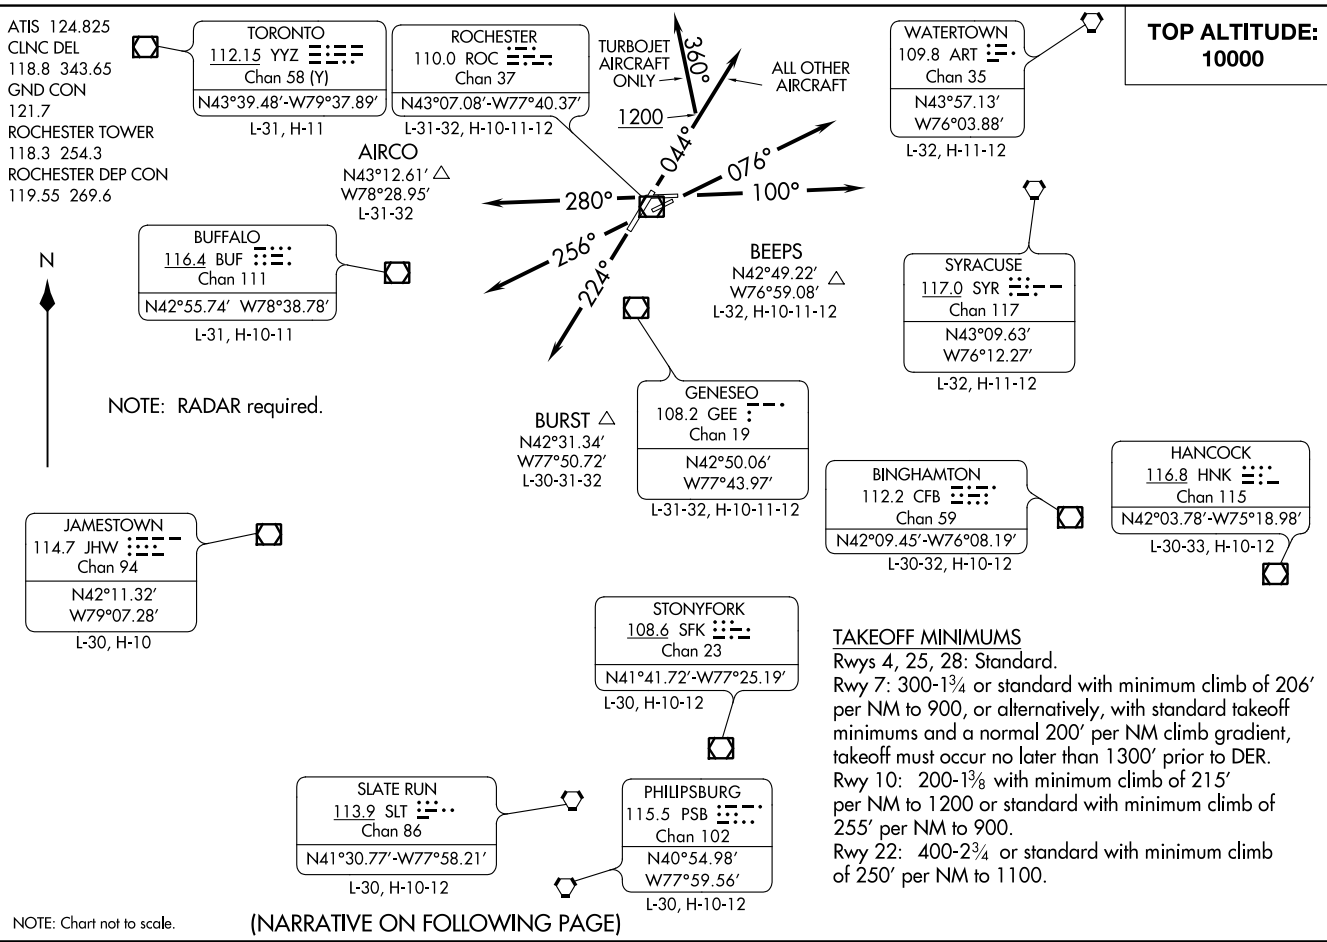 ATIS 124.825
CLNC DEL
118.8 343.65
GND CON
121.7
ROCHESTER TOWER
118.3 254.3
ROCHESTER DEP CON
119.55 269.6
TORONTO
112.15 YYZ
Chan 58 (Y)
N43°39.48′-W79°37.89′
L-31, H-11
ROCHESTER
110.0 ROC
Chan 37
N43°07.08′-W77°40.37′
L-31-32, H-10-11-12
TURBOJET
AIRCRAFT
ONLY
1200
360°
ALL OTHER
AIRCRAFT
044°
076°
100°
280°
256°
224°
WATERTOWN
109.8 ART
Chan 35
N43°57.13′
W76°03.88′
L-32, H-11-12
TOP ALTITUDE:
10000
AIRCO
N43°12.61′
W78°28.95′
L-31-32
N
BUFFALO
116.4 BUF
Chan 111
N42°55.74′ W78°38.78′
L-31, H-10-11
BEEPS
N42°49.22′
W76°59.08′
L-32, H-10-11-12
SYRACUSE
117.0 SYR
Chan 117
N43°09.63′
W76°12.27′
L-32, H-11-12
NOTE: RADAR required.
GENESEO
108.2 GEE
Chan 19
N42°50.06′
W77°43.97′
L-31-32, H-10-11-12
BURST
N42°31.34′
W77°50.72′
L-30-31-32
BINGHAMTON
112.2 CFB
Chan 59
N42°09.45′-W76°08.19′
L-30-32, H-10-12
HANCOCK
116.8 HNK
Chan 115
N42°03.78′-W75°18.98′
L-30-33, H-10-12
JAMESTOWN
114.7 JHW
Chan 94
N42°11.32′
W79°07.28′
L-30, H-10
STONYFORK
108.6 SFK
Chan 23
N41°41.72′-W77°25.19′
L-30, H-10-12
SLATE RUN
113.9 SLT
Chan 86
N41°30.77′-W77°58.21′
L-30, H-10-12
PHILIPSBURG
115.5 PSB
Chan 102
N40°54.98′
W77°59.56′
L-30, H-10-12
TAKEOFF MINIMUMS
Rwys 4, 25, 28: Standard.
Rwy 7: 300-1¾ or standard with minimum climb of 206′
per NM to 900, or alternatively, with standard takeoff
minimums and a normal 200′ per NM climb gradient,
takeoff must occur no later than 1300′ prior to DER.
Rwy 10: 200-1⅜ with minimum climb of 215′
per NM to 1200 or standard with minimum climb of
255′ per NM to 900.
Rwy 22: 400-2¾ or standard with minimum climb
of 250′ per NM to 1100.
NOTE: Chart not to scale.
(NARRATIVE ON FOLLOWING PAGE)